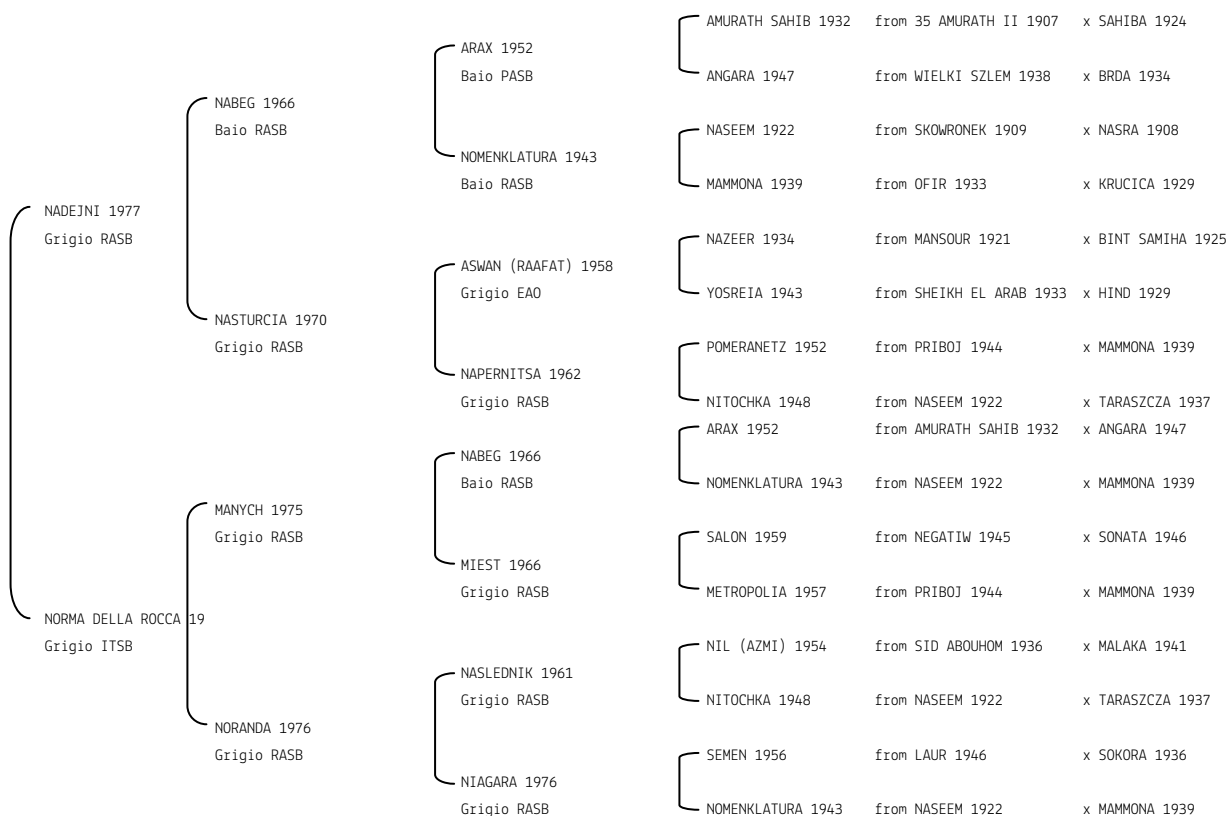 AMURATH SAHIB 1932 from 35 AMURATH II 1907 x SAHIBA 1924
ARAX 1952
Baio PASB
ANGARA 1947 from WIELKI SZLEM 1938 x BRDA 1934
NABEG 1966
Baio RASB
NASEEM 1922 from SKOWRONEK 1909 x NASRA 1908
NOMENKLATURA 1943
Baio RASB
MAMMONA 1939 from OFIR 1933 x KRUCICA 1929
NADEJNI 1977
Grigio RASB
NAZEER 1934 from MANSOUR 1921 x BINT SAMIHA 1925
ASWAN (RAAFAT) 1958
Grigio EAO
YOSREIA 1943 from SHEIKH EL ARAB 1933 x HIND 1929
NASTURCIA 1970
Grigio RASB
POMERANETZ 1952 from PRIBOJ 1944 x MAMMONA 1939
NAPERNITSA 1962
Grigio RASB
NITOCHKA 1948 from NASEEM 1922 x TARASZCZA 1937
ARAX 1952 from AMURATH SAHIB 1932 x ANGARA 1947
NABEG 1966
Baio RASB
NOMENKLATURA 1943 from NASEEM 1922 x MAMMONA 1939
MANYCH 1975
Grigio RASB
SALON 1959 from NEGATIW 1945 x SONATA 1946
MIEST 1966
Grigio RASB
METROPOLIA 1957 from PRIBOJ 1944 x MAMMONA 1939
NORMA DELLA ROCCA 19
Grigio ITSB
NIL (AZMI) 1954 from SID ABOUHOM 1936 x MALAKA 1941
NASLEDNIK 1961
Grigio RASB
NITOCHKA 1948 from NASEEM 1922 x TARASZCZA 1937
NORANDA 1976
Grigio RASB
SEMEN 1956 from LAUR 1946 x SOKORA 1936
NIAGARA 1976
Grigio RASB
NOMENKLATURA 1943 from NASEEM 1922 x MAMMONA 1939